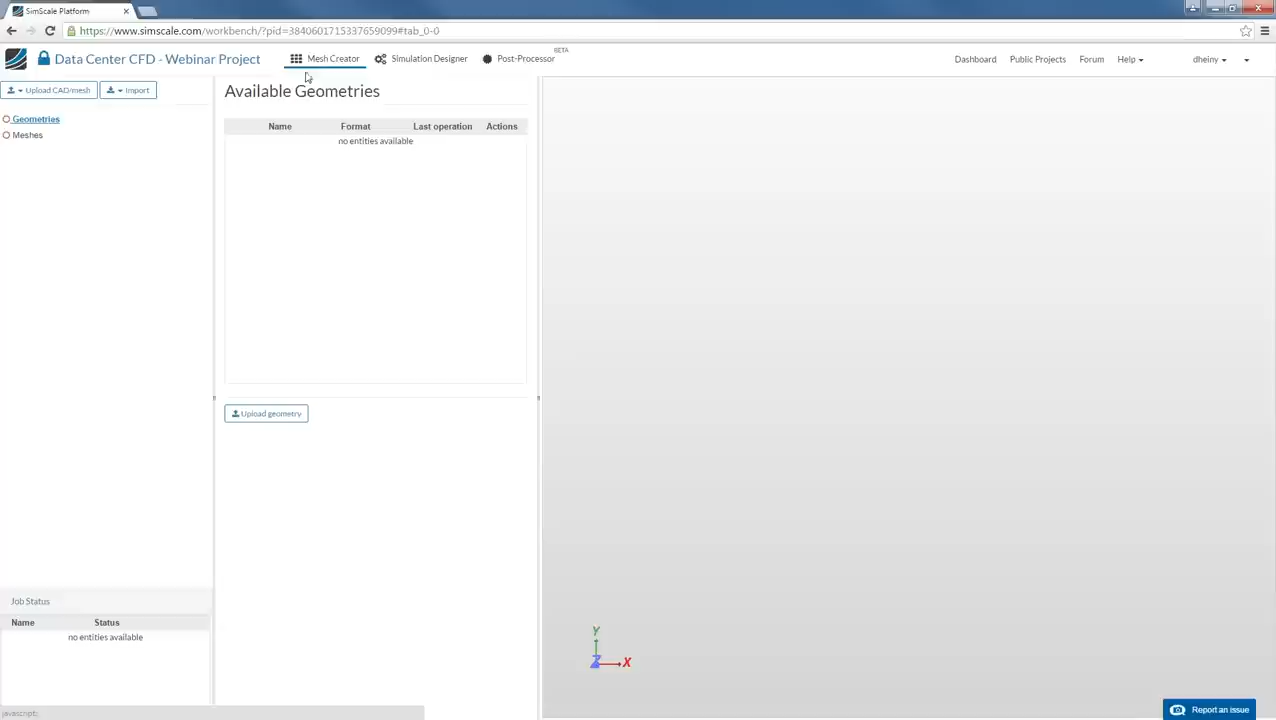 SimScale Platform
https://www.simscale.com/workbench/?pid=3840601715337659099#tab_0-0
Data Center CFD - Webinar Project
Mesh Creator
Simulation Designer
Post-Processor
BETA
Dashboard
Public Projects
Forum
Help
dheiny
Upload CAD/mesh
Import
Geometries
Meshes
Available Geometries
Name Format Last operation Actions
no entities available
Upload geometry
Job Status
Name Status
no entities available
Y
Z
X
javascript:
Report an issue